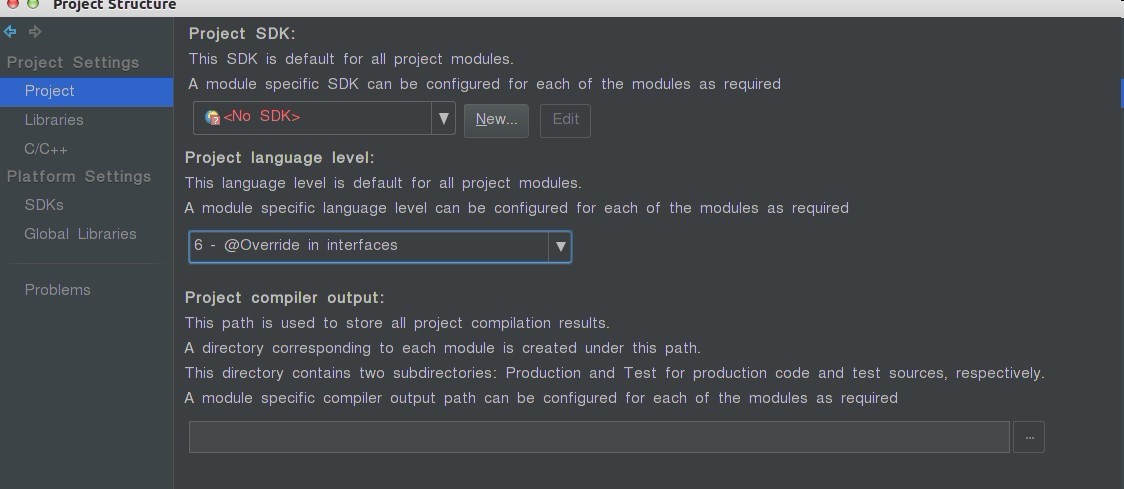 Project Structure
Project Settings
Project
Libraries
C/C++
Platform Settings
SDKs
Global Libraries
Problems
Project SDK:
This SDK is default for all project modules.
A module specific SDK can be configured for each of the modules as required
<No SDK>
New...
Edit
Project language level:
This language level is default for all project modules.
A module specific language level can be configured for each of the modules as required
6 - @Override in interfaces
Project compiler output:
This path is used to store all project compilation results.
A directory corresponding to each module is created under this path.
This directory contains two subdirectories: Production and Test for production code and test sources, respectively.
A module specific compiler output path can be configured for each of the modules as required
...